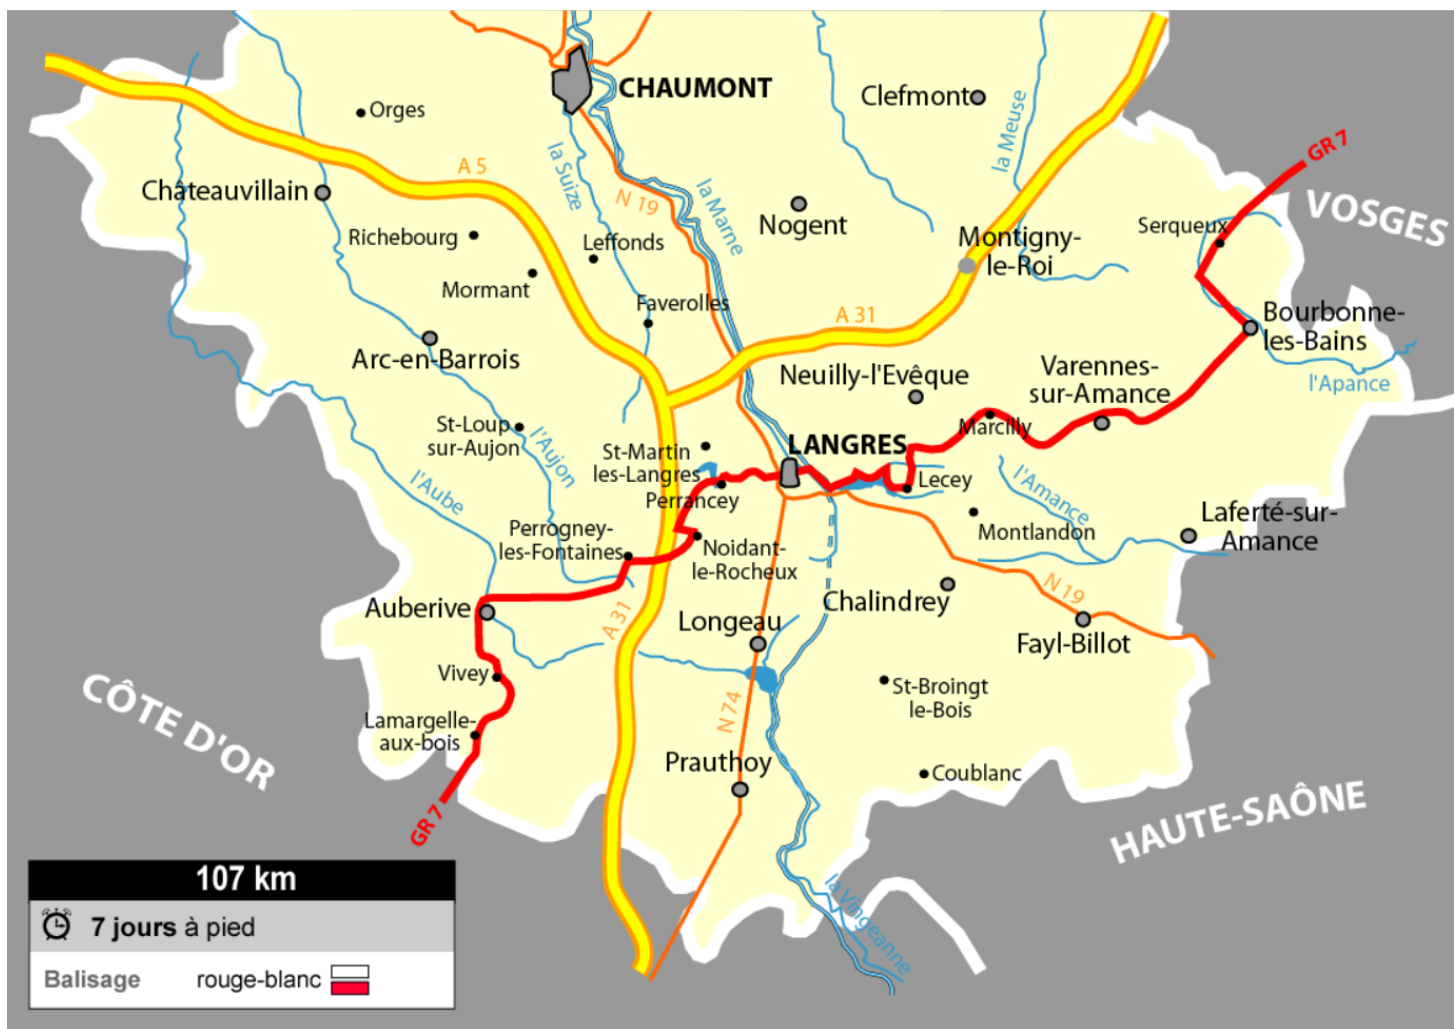 CHAUMONT
Clefmont
Orges
la Meuse
GR 7
A 5
la Suize
N 19
la Marne
Châteauvillain
VOSGES
Nogent
Serqueux
Richebourg
Leffonds
Montigny-
le-Roi
Mormant
Faverolles
A 31
Bourbonne-
les-Bains
Arc-en-Barrois
Neuilly-l'Evêque
Varennes-
sur-Amance
l'Apance
St-Loup
sur-Aujon
l'Aujon
St-Martin
les-Langres
LANGRES
Marcilly
l'Aube
Perrancey
Lecey
l'Amance
Perrogney-
les-Fontaines
Noidant-
le-Rocheux
Montlandon
Laferté-sur-
Amance
Auberive
A 31
Longeau
Chalindrey
N 19
Fayl-Billot
Vivey
St-Broingt
le-Bois
CÔTE D'OR
Lamargelle-
aux-bois
N 74
Prauthoy
Coublanc
HAUTE-SAÔNE
GR 7
la Vingeanne
107 km
7 jours à pied
Balisage rouge-blanc